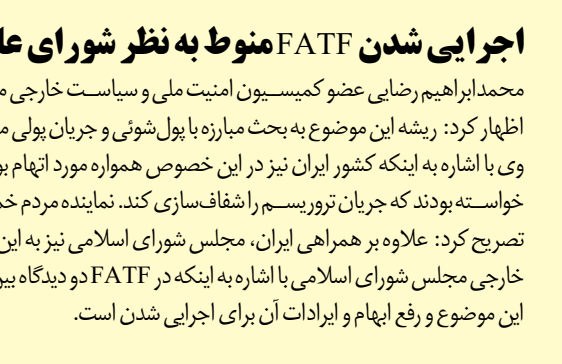 اجرایی شدن FATF منوط به نظر شورای
محمدابراهیم رضایی عضو کمیسیون امنیت ملی و سیاست خارجی
اظهار کرد: ریشه این موضوع به بحث مبارزه با پول‌شوئی و جریان پولی
وی با اشاره به اینکه کشور ایران نیز در این خصوص همواره مورد اتهام
خواسته بودند که جریان تروریسم را شفاف‌سازی کند. نماینده مردم
تصریح کرد: علاوه بر همراهی ایران، مجلس شورای اسلامی نیز به این
خارجی مجلس شورای اسلامی با اشاره به اینکه در FATF دو دیدگاه
این موضوع و رفع ابهام و ایرادات آن برای اجرایی شدن است.